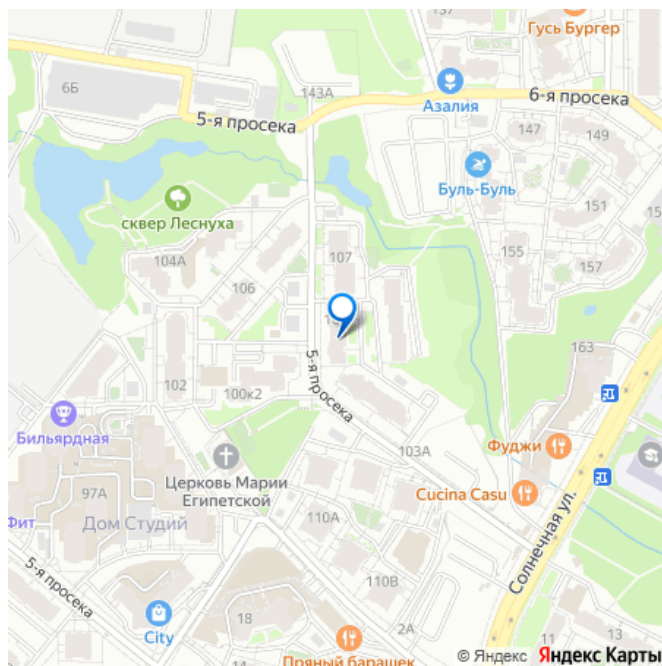 137
Гусь Бургер
6Б
143А
Азалия
6-я просека
5-я просека
147
149
Буль-Буль
сквер Леснуха
151
104А
107
155
157
106
163
5-я просека
102
100к2
Бильярдная
103А
Фуджи
Церковь Марии
Египетской
Cucina Casu
97А
Фит
Дом Студий
110А
Солнечная ул.
5-я просека
110В
City
18
2А
13
11
14
Пряный барашек
© Яндекс Яндекс Карты